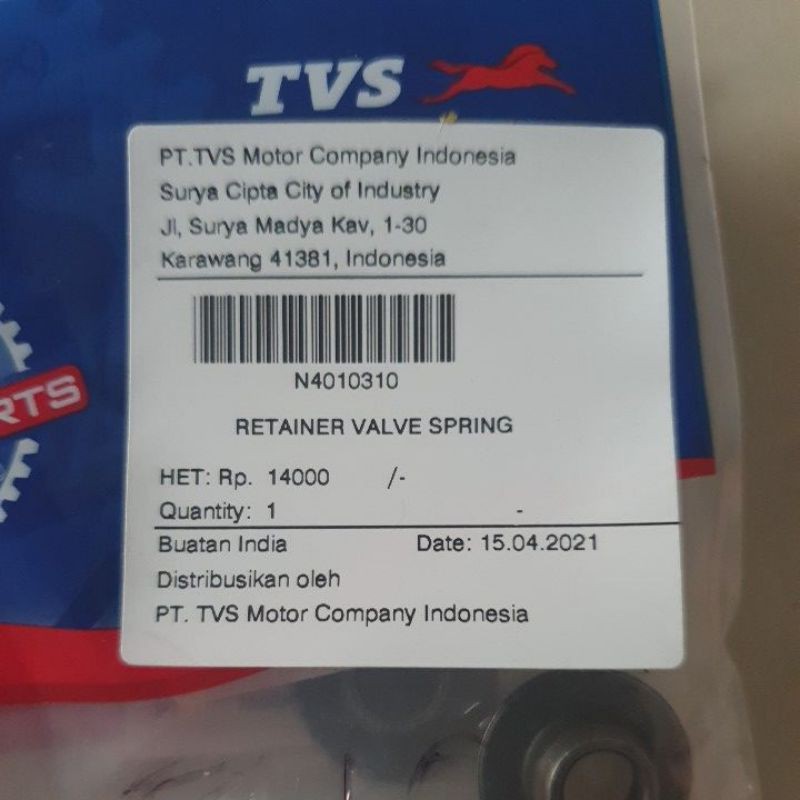 TVS
PT.TVS Motor Company Indonesia
Surya Cipta City of Industry
Jl, Surya Madya Kav, 1-30
Karawang 41381, Indonesia
N4010310
RTS
RETAINER VALVE SPRING
HET: Rp. 14000 /-
Quantity: 1 -
Buatan India Date: 15.04.2021
Distribusikan oleh
PT. TVS Motor Company Indonesia